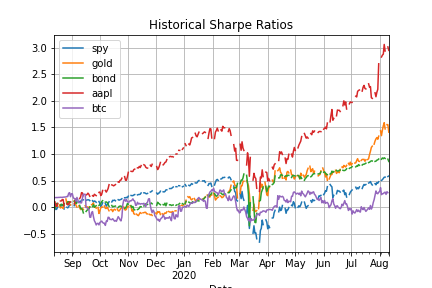 Historical Sharpe Ratios
3.0
2.5
2.0
1.5
1.0
0.5
0.0
−0.5
spy
gold
bond
aapl
btc
Sep Oct Nov Dec Jan Feb Mar Apr May Jun Jul Aug
2020
Date